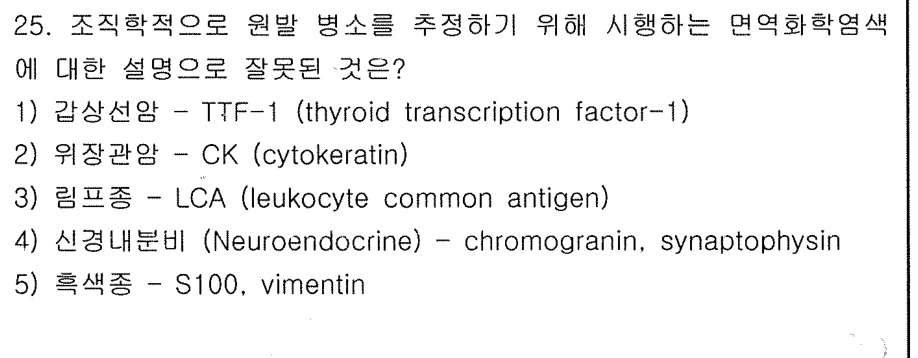 25. 조직학적으로 원발 병소를 추정하기 위해 시행하는 면역화학염색
에 대한 설명으로 잘못된 것은?
1) 갑상선암 - TTF-1 (thyroid transcription factor-1)
2) 위장관암 - CK (cytokeratin)
3) 림프종 - LCA (leukocyte common antigen)
4) 신경내분비 (Neuroendocrine) - chromogranin, synaptophysin
5) 흑색종 - S100, vimentin